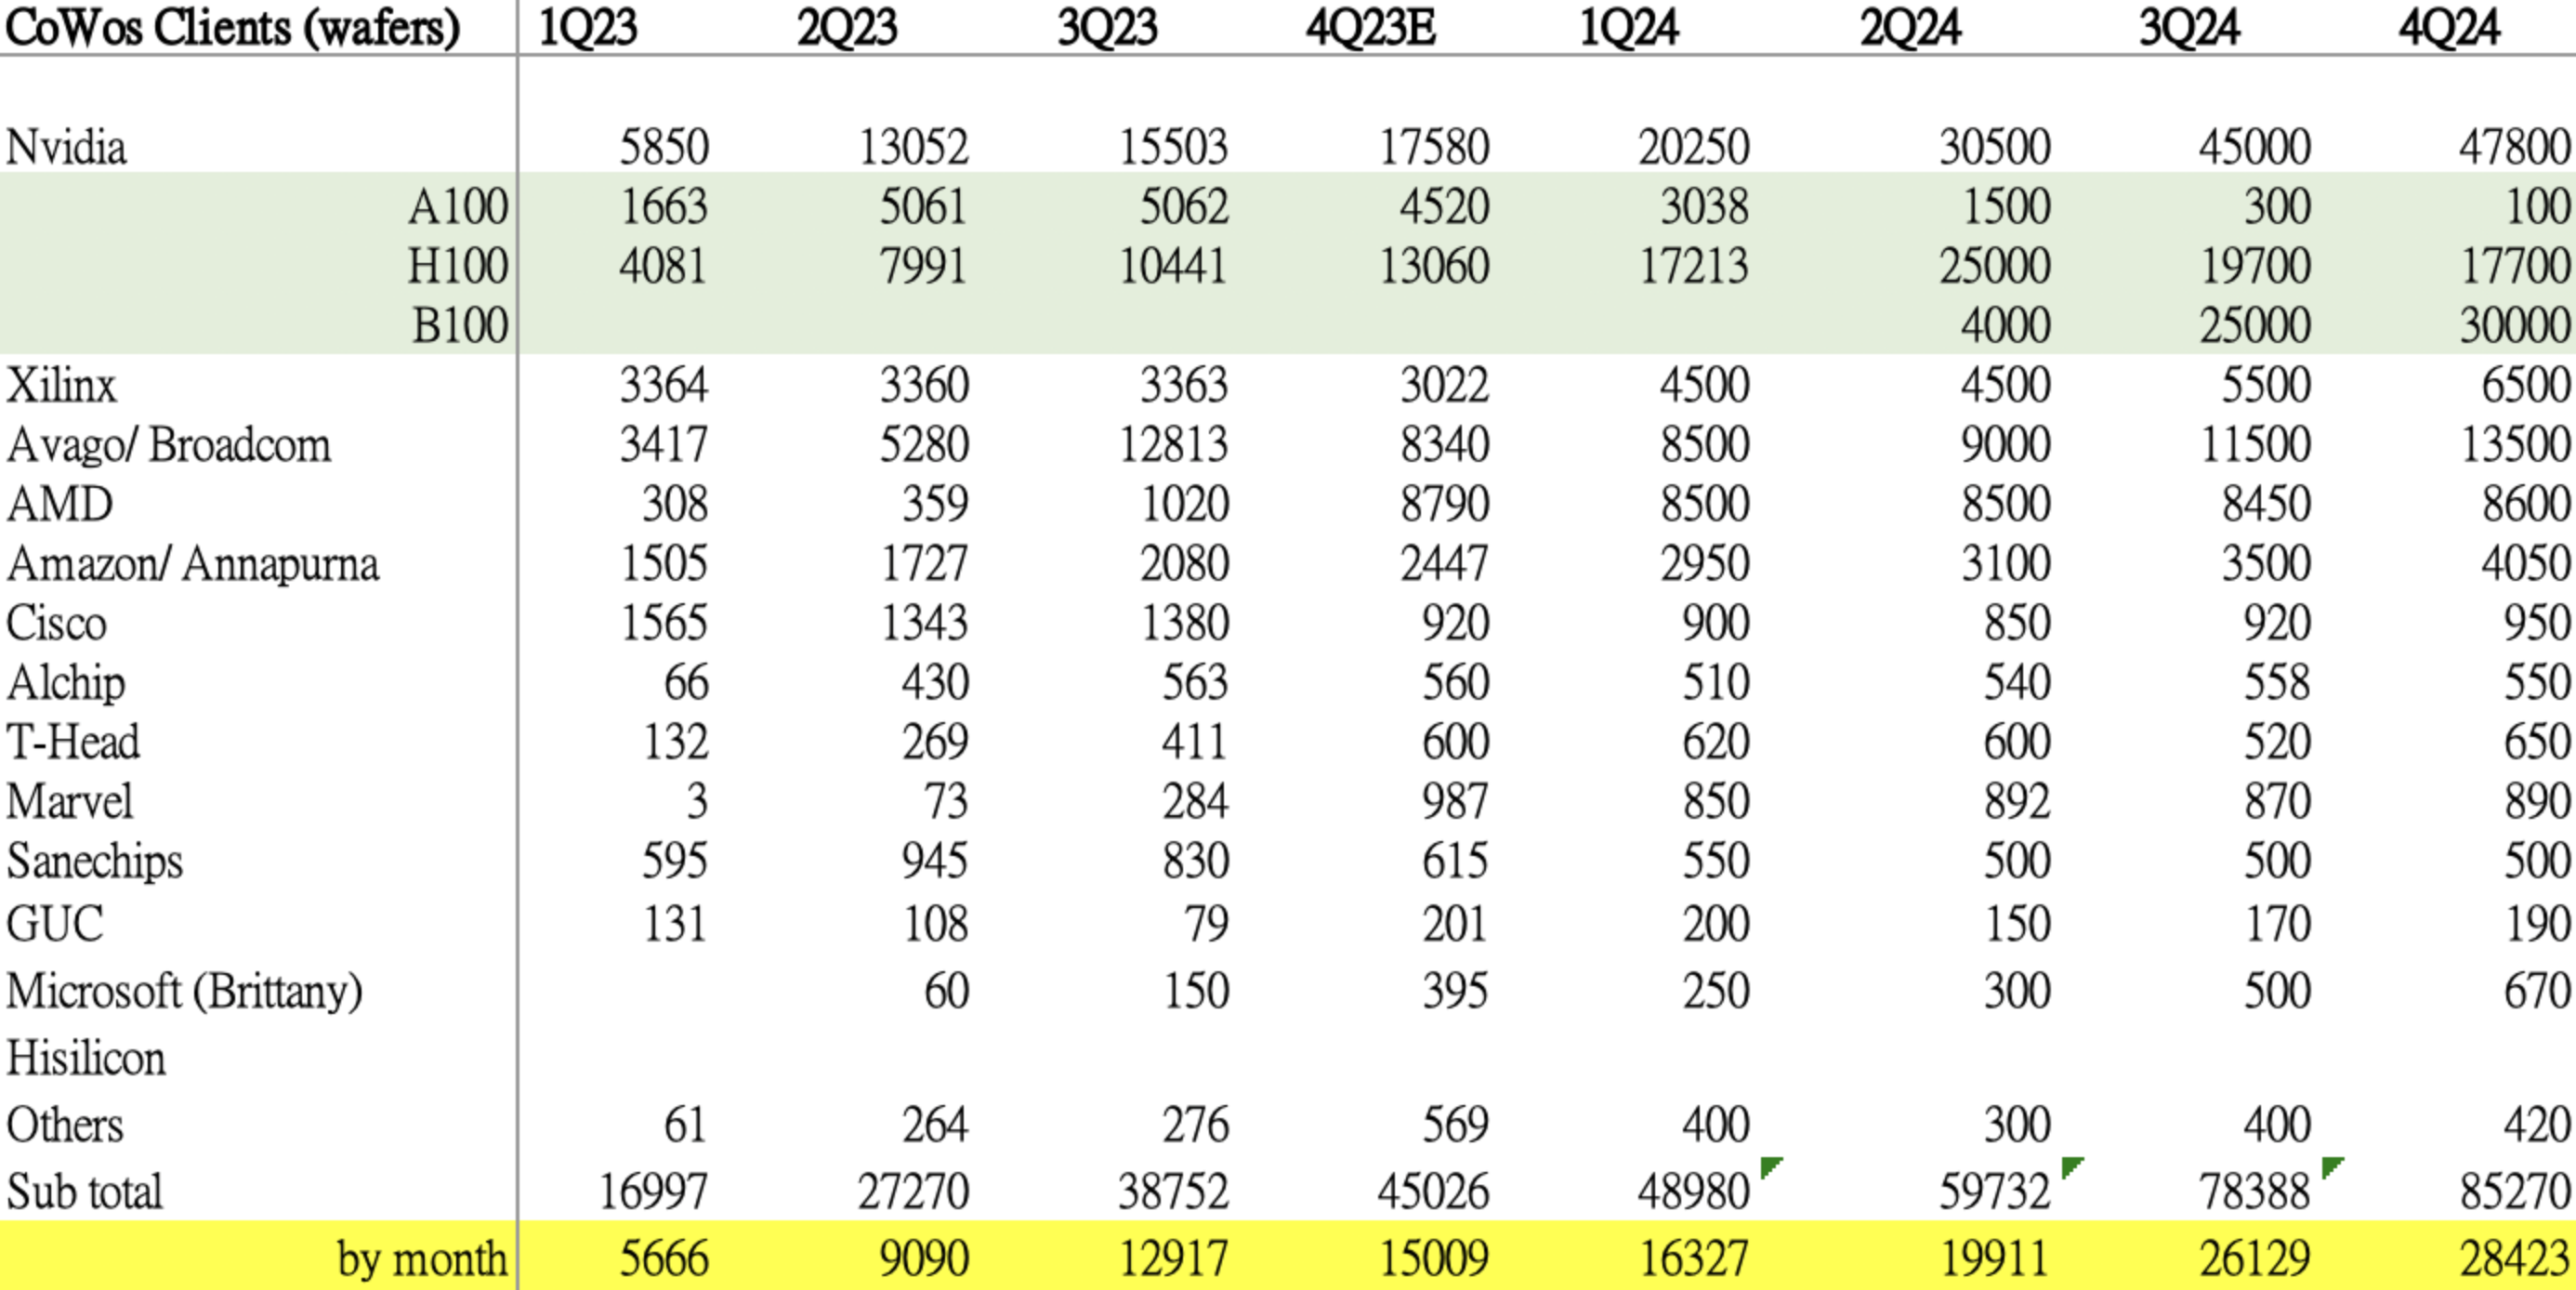 CoWos Clients (wafers) 1Q23 2Q23 3Q23 4Q23E 1Q24 2Q24 3Q24 4Q24
Nvidia 5850 13052 15503 17580 20250 30500 45000 47800
A100 1663 5061 5062 4520 3038 1500 300 100
H100 4081 7991 10441 13060 17213 25000 19700 17700
B100 4000 25000 30000
Xilinx 3364 3360 3363 3022 4500 4500 5500 6500
Avago/ Broadcom 3417 5280 12813 8340 8500 9000 11500 13500
AMD 308 359 1020 8790 8500 8500 8450 8600
Amazon/ Annapurna 1505 1727 2080 2447 2950 3100 3500 4050
Cisco 1565 1343 1380 920 900 850 920 950
Alchip 66 430 563 560 510 540 558 550
T-Head 132 269 411 600 620 600 520 650
Marvel 3 73 284 987 850 892 870 890
Sanechips 595 945 830 615 550 500 500 500
GUC 131 108 79 201 200 150 170 190
Microsoft (Brittany) 60 150 395 250 300 500 670
Hisilicon
Others 61 264 276 569 400 300 400 420
Sub total 16997 27270 38752 45026 48980 59732 78388 85270
by month 5666 9090 12917 15009 16327 19911 26129 28423